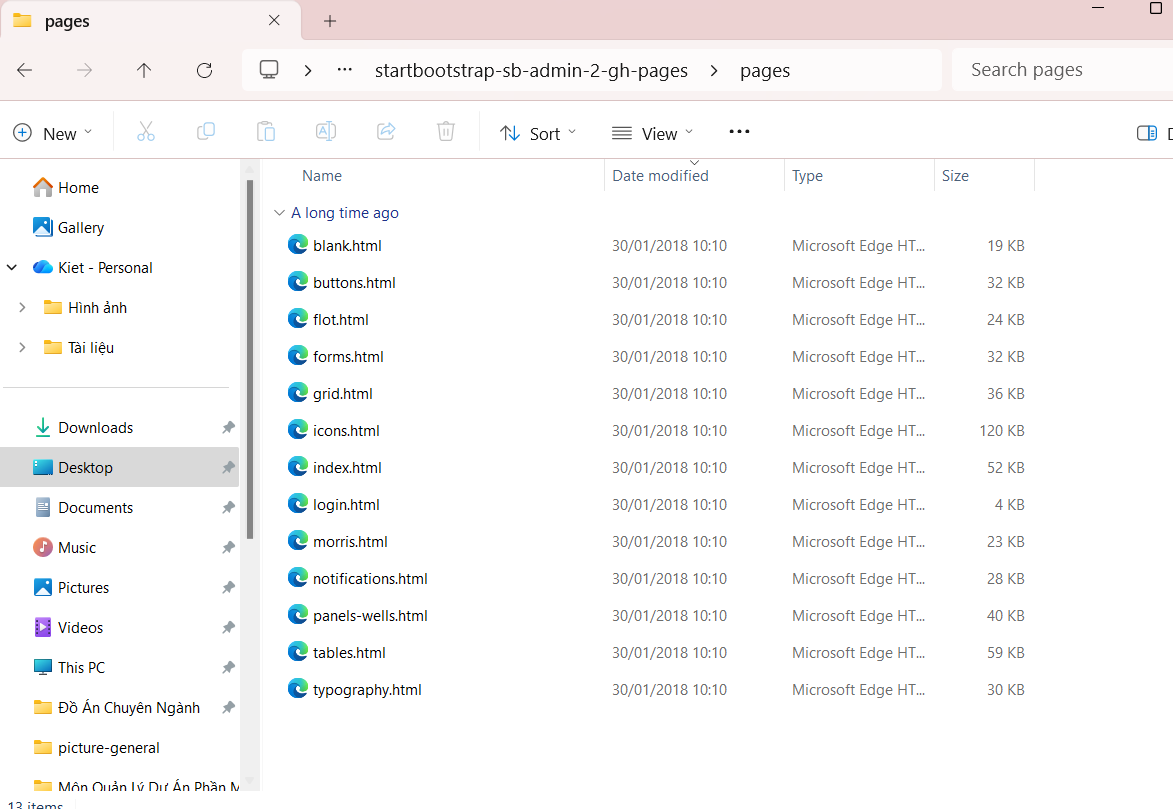 pages
startbootstrap-sb-admin-2-gh-pages pages Search pages
New Sort View
Name Date modified Type Size
Home
Gallery
Kiet - Personal
Hình ảnh
Tài liệu
Downloads
Desktop
Documents
Music
Pictures
Videos
This PC
Đồ Án Chuyên Ngành
picture-general
Môn Quản Lý Dự Án Phần M
A long time ago
blank.html 30/01/2018 10:10 Microsoft Edge HT... 19 KB
buttons.html 30/01/2018 10:10 Microsoft Edge HT... 32 KB
flot.html 30/01/2018 10:10 Microsoft Edge HT... 24 KB
forms.html 30/01/2018 10:10 Microsoft Edge HT... 32 KB
grid.html 30/01/2018 10:10 Microsoft Edge HT... 36 KB
icons.html 30/01/2018 10:10 Microsoft Edge HT... 120 KB
index.html 30/01/2018 10:10 Microsoft Edge HT... 52 KB
login.html 30/01/2018 10:10 Microsoft Edge HT... 4 KB
morris.html 30/01/2018 10:10 Microsoft Edge HT... 23 KB
notifications.html 30/01/2018 10:10 Microsoft Edge HT... 28 KB
panels-wells.html 30/01/2018 10:10 Microsoft Edge HT... 40 KB
tables.html 30/01/2018 10:10 Microsoft Edge HT... 59 KB
typography.html 30/01/2018 10:10 Microsoft Edge HT... 30 KB
13 items